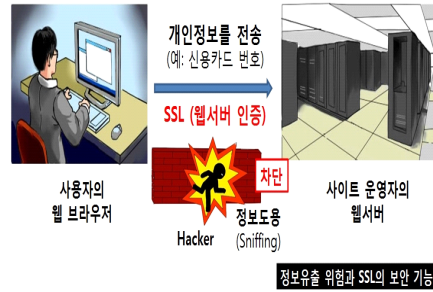 개인정보를 전송
(예: 신용카드 번호)
SSL (웹서버 인증)
차단
사용자의
웹 브라우저
Hacker
정보도용
(Sniffing)
사이트 운영자의
웹서버
정보유출 위험과 SSL의 보안 기능